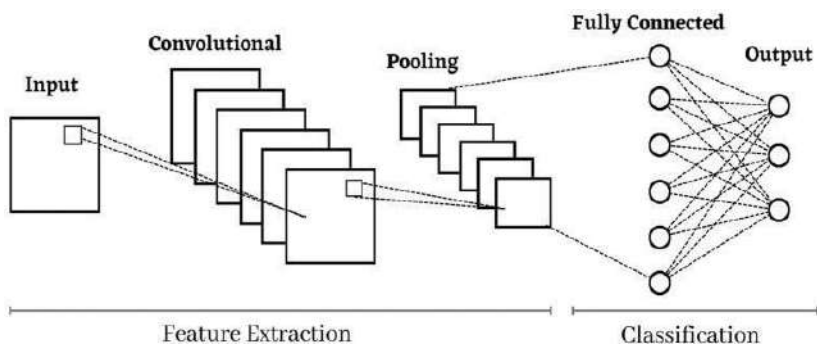 Input
Convolutional
Pooling
Fully Connected
Output
Feature Extraction
Classification